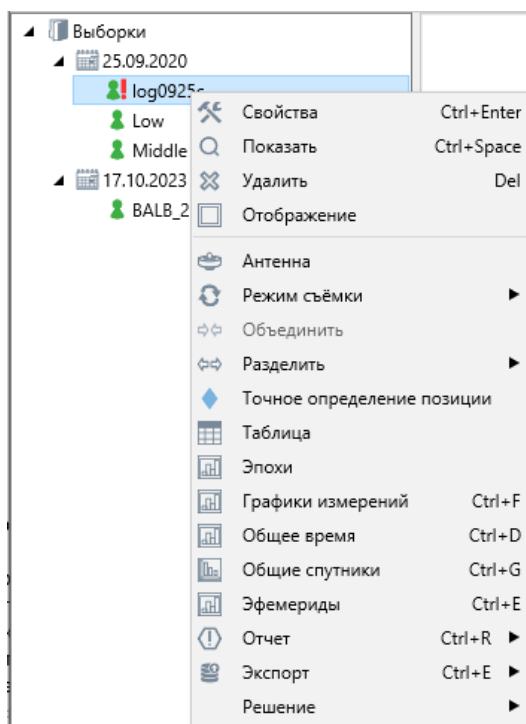 Выборки
25.09.2020
log0925c
Low
Middle
17.10.2023
BALB_2
Свойства Ctrl+Enter
Показать Ctrl+Space
Удалить Del
Отображение
Антенна
Режим съёмки
Объединить
Разделить
Точное определение позиции
Таблица
Эпохи
Графики измерений Ctrl+F
Общее время Ctrl+D
Общие спутники Ctrl+G
Эфемериды Ctrl+E
Отчет Ctrl+R
Экспорт Ctrl+E
Решение